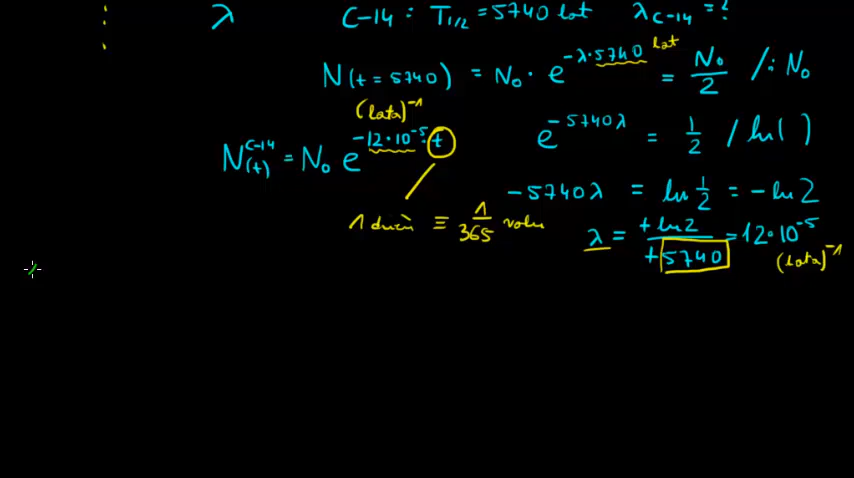 λ C-14 : T1/2 = 5740 lat λC-14 = ?
N(t = 5740) = N₀ · e^(-λ·5740 lat) = N₀/2 /: N₀
(lata)⁻¹
N^(C-14)(t) = N₀ e^(-12·10⁻⁵·t)
e^(-5740λ) = 1/2 / ln( )
-5740λ = ln 1/2 = -ln2
1 dzień ≡ 1/365 roku
λ = +ln2/+5740 = 12·10⁻⁵
(lata)⁻¹